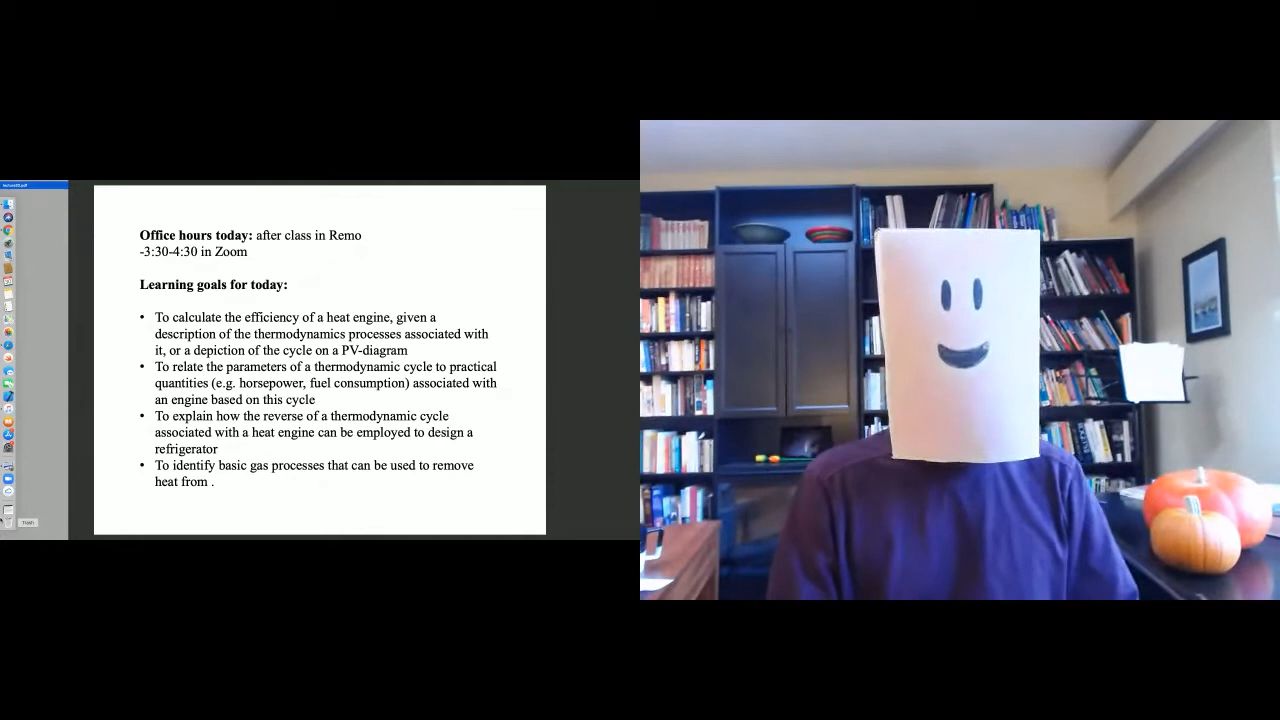 lecture20.pdf
Office hours today: after class in Remo
-3:30-4:30 in Zoom
Learning goals for today:
• To calculate the efficiency of a heat engine, given a
description of the thermodynamics processes associated with
it, or a depiction of the cycle on a PV-diagram
• To relate the parameters of a thermodynamic cycle to practical
quantities (e.g. horsepower, fuel consumption) associated with
an engine based on this cycle
• To explain how the reverse of a thermodynamic cycle
associated with a heat engine can be employed to design a
refrigerator
• To identify basic gas processes that can be used to remove
heat from .
Trash